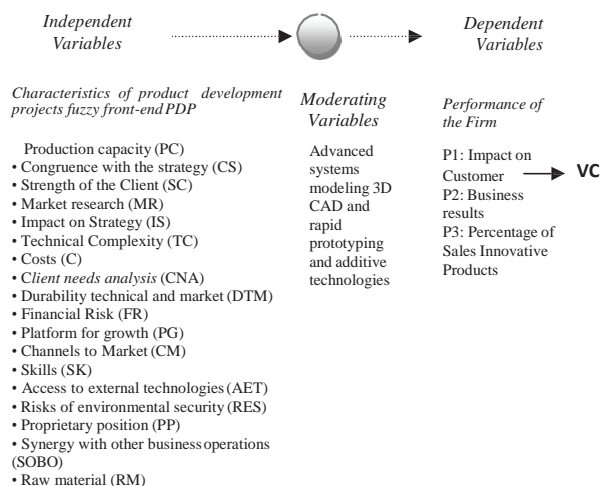 Independent
Variables
Dependent
Variables
Characteristics of product development
projects fuzzy front-end PDP
Production capacity (PC)
• Congruence with the strategy (CS)
• Strength of the Client (SC)
• Market research (MR)
• Impact on Strategy (IS)
• Technical Complexity (TC)
• Costs (C)
• Client needs analysis (CNA)
• Durability technical and market (DTM)
• Financial Risk (FR)
• Platform for growth (PG)
• Channels to Market (CM)
• Skills (SK)
• Access to external technologies (AET)
• Risks of environmental security (RES)
• Proprietary position (PP)
• Synergy with other business operations
(SOBO)
• Raw material (RM)
Moderating
Variables
Advanced
systems
modeling 3D
CAD and
rapid
prototyping
and additive
technologies
Performance of
the Firm
P1: Impact on
Customer
P2: Business
results
P3: Percentage of
Sales Innovative
Products
VC